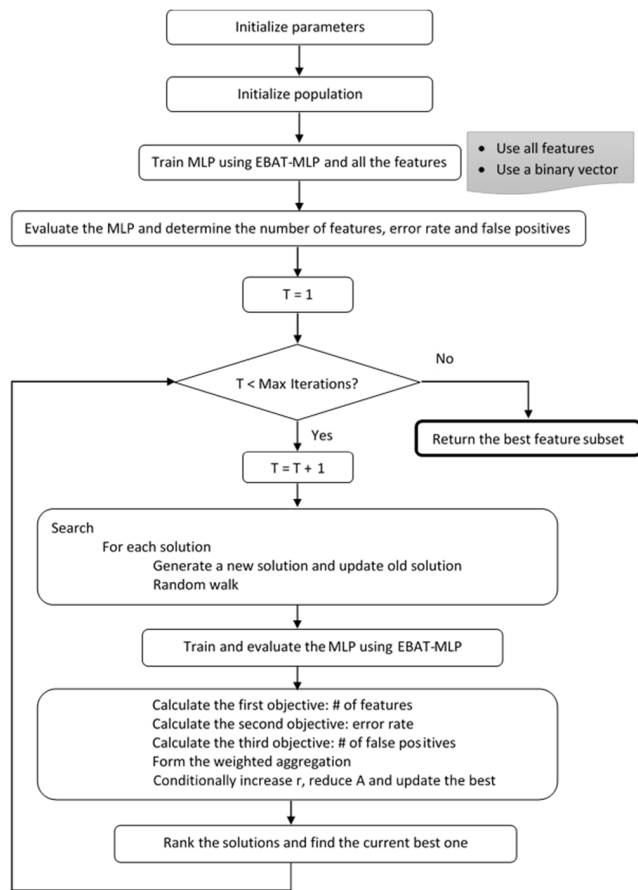 Initialize parameters
Initialize population
Train MLP using EBAT-MLP and all the features
• Use all features
• Use a binary vector
Evaluate the MLP and determine the number of features, error rate and false positives
T = 1
T < Max Iterations?
No
Return the best feature subset
Yes
T = T + 1
Search
For each solution
Generate a new solution and update old solution
Random walk
Train and evaluate the MLP using EBAT-MLP
Calculate the first objective: # of features
Calculate the second objective: error rate
Calculate the third objective: # of false positives
Form the weighted aggregation
Conditionally increase r, reduce A and update the best
Rank the solutions and find the current best one